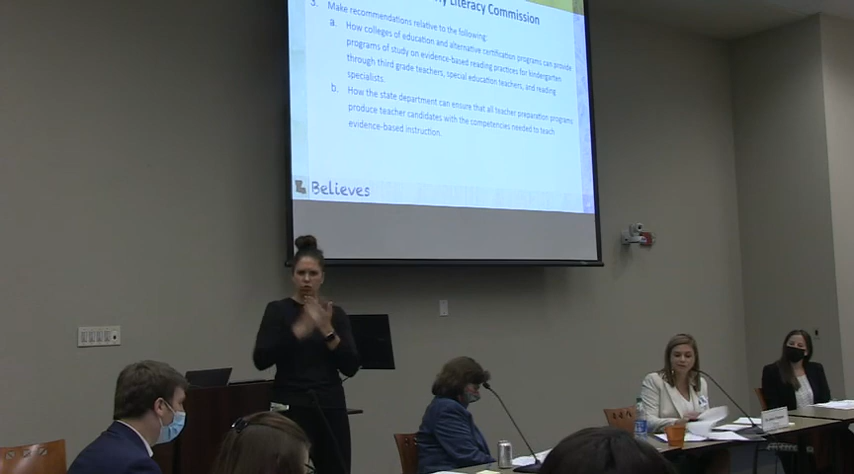 Literacy Commission
3. Make recommendations relative to the following:
a. How colleges of education and alternative certification programs can provide
programs of study on evidence-based reading practices for kindergarten
through third grade teachers, special education teachers, and reading
specialists.
b. How the state department can ensure that all teacher preparation programs
produce teacher candidates with the competencies needed to teach
evidence-based instruction.
Believes